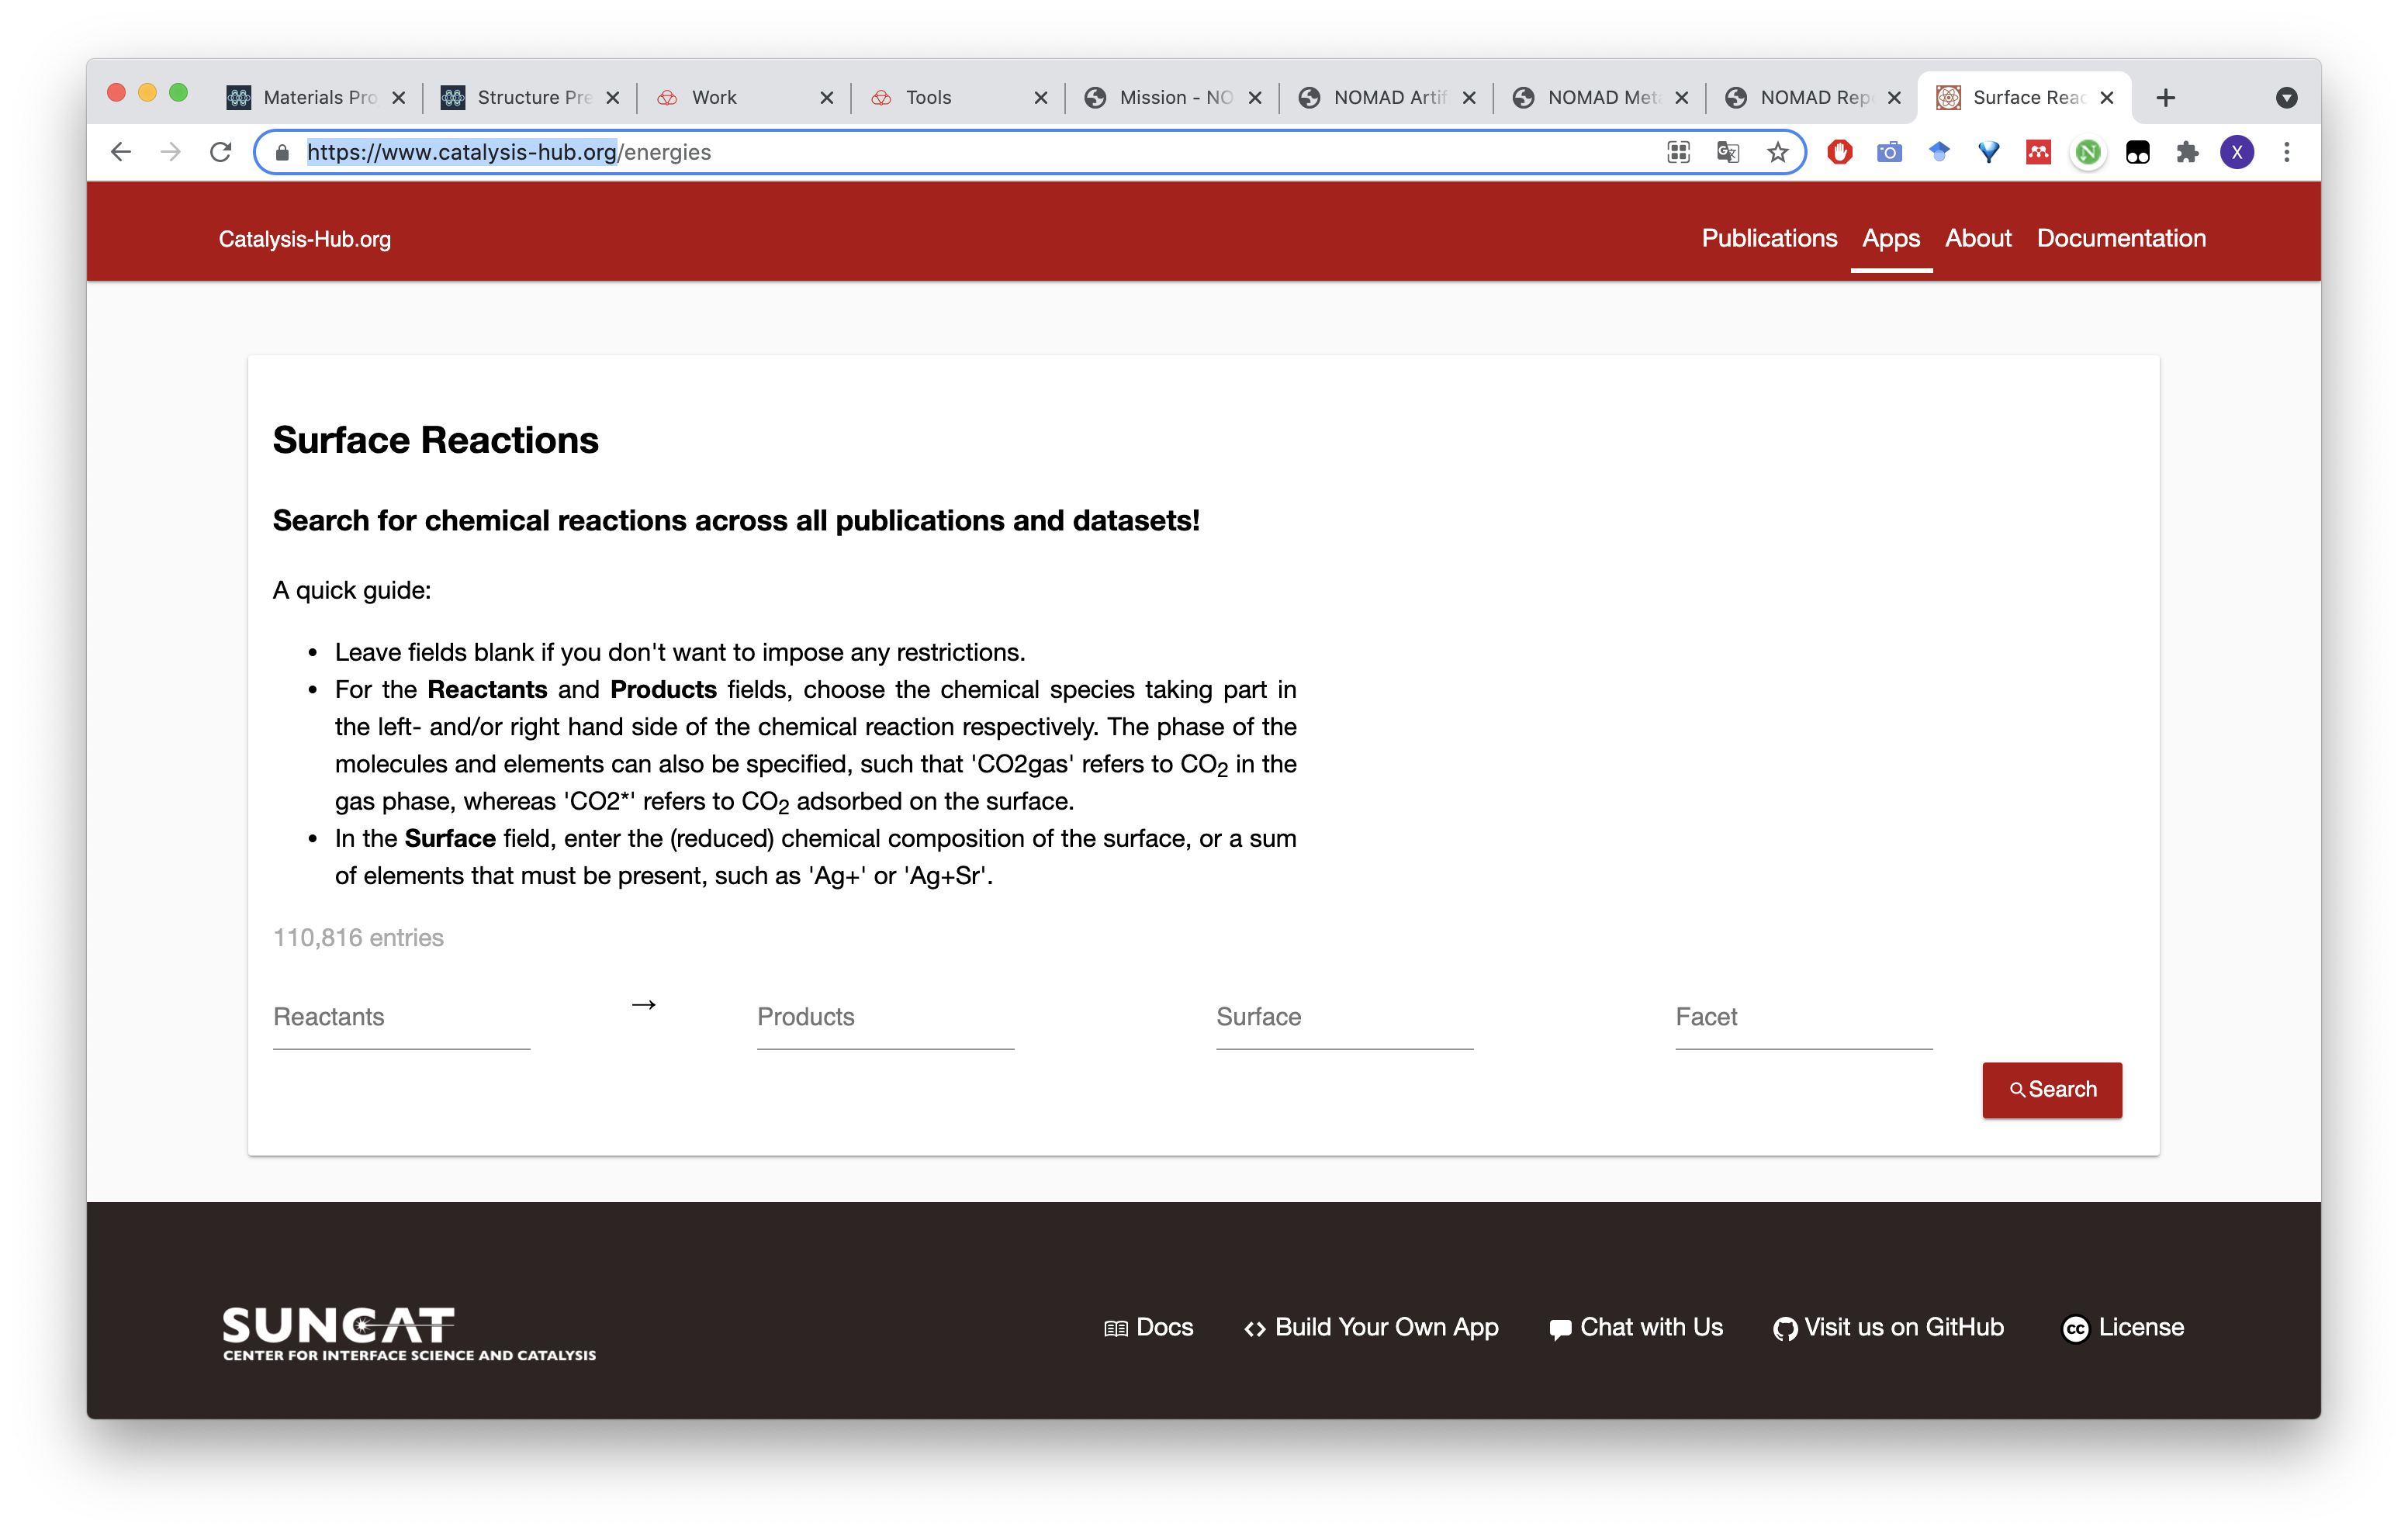 Materials Pro
Structure Pre
Work
Tools
Mission - NO
NOMAD Artif
NOMAD Meta
NOMAD Rep
Surface Reac
https://www.catalysis-hub.org/energies
X
Catalysis-Hub.org
Publications
Apps
About
Documentation
Surface Reactions
Search for chemical reactions across all publications and datasets!
A quick guide:
• Leave fields blank if you don't want to impose any restrictions.
• For the Reactants and Products fields, choose the chemical species taking part in
the left- and/or right hand side of the chemical reaction respectively. The phase of the
molecules and elements can also be specified, such that 'CO2gas' refers to CO₂ in the
gas phase, whereas 'CO2*' refers to CO₂ adsorbed on the surface.
• In the Surface field, enter the (reduced) chemical composition of the surface, or a sum
of elements that must be present, such as 'Ag+' or 'Ag+Sr'.
110,816 entries
Reactants
→
Products
Surface
Facet
Search
SUNCAT
CENTER FOR INTERFACE SCIENCE AND CATALYSIS
Docs
Build Your Own App
Chat with Us
Visit us on GitHub
cc License